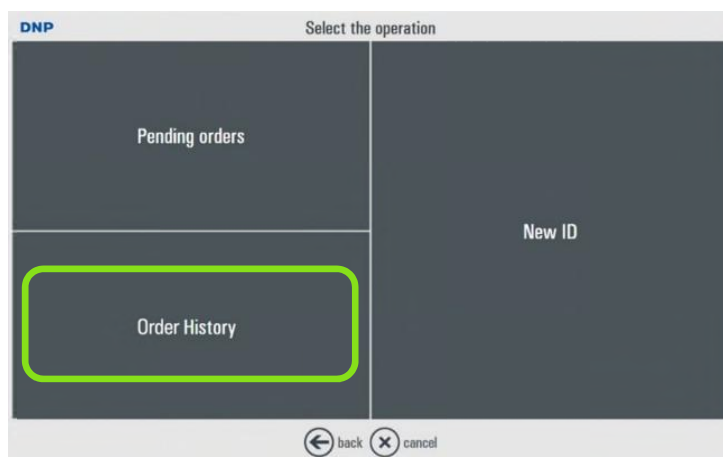 DNP
Select the operation
Pending orders
New ID
Order History
back
cancel